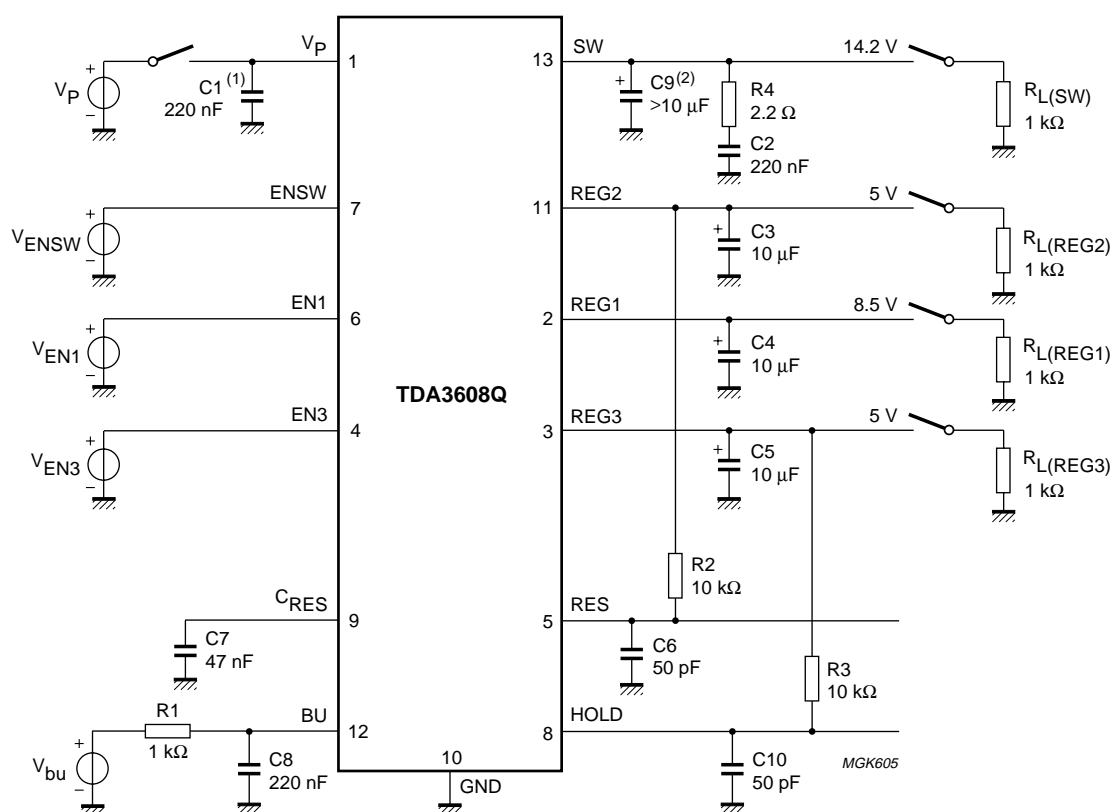 V_P
+
V_P
−
C1 (1)
220 nF
1
ENSW
+
V_ENSW
−
7
EN1
+
V_EN1
−
6
EN3
+
V_EN3
−
4
C_RES
9
C7
47 nF
BU
12
R1
1 kΩ
+
V_bu
−
C8
220 nF
TDA3608Q
10
GND
SW
13
14.2 V
+
C9 (2)
>10 µF
R4
2.2 Ω
C2
220 nF
R_L(SW)
1 kΩ
REG2
11
5 V
+
C3
10 µF
R_L(REG2)
1 kΩ
REG1
2
8.5 V
+
C4
10 µF
R_L(REG1)
1 kΩ
REG3
3
5 V
+
C5
10 µF
R_L(REG3)
1 kΩ
R2
10 kΩ
RES
5
C6
50 pF
R3
10 kΩ
HOLD
8
C10
50 pF
MGK605